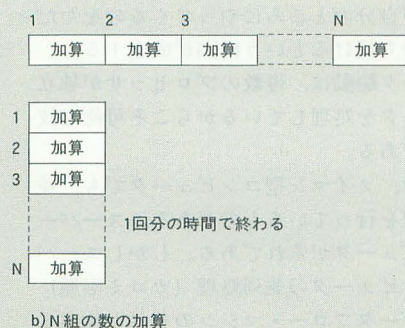 1 2 3 N
加算 加算 加算 加算
1 加算
2 加算
3 加算
1回分の時間で終わる
N 加算
b)N組の数の加算